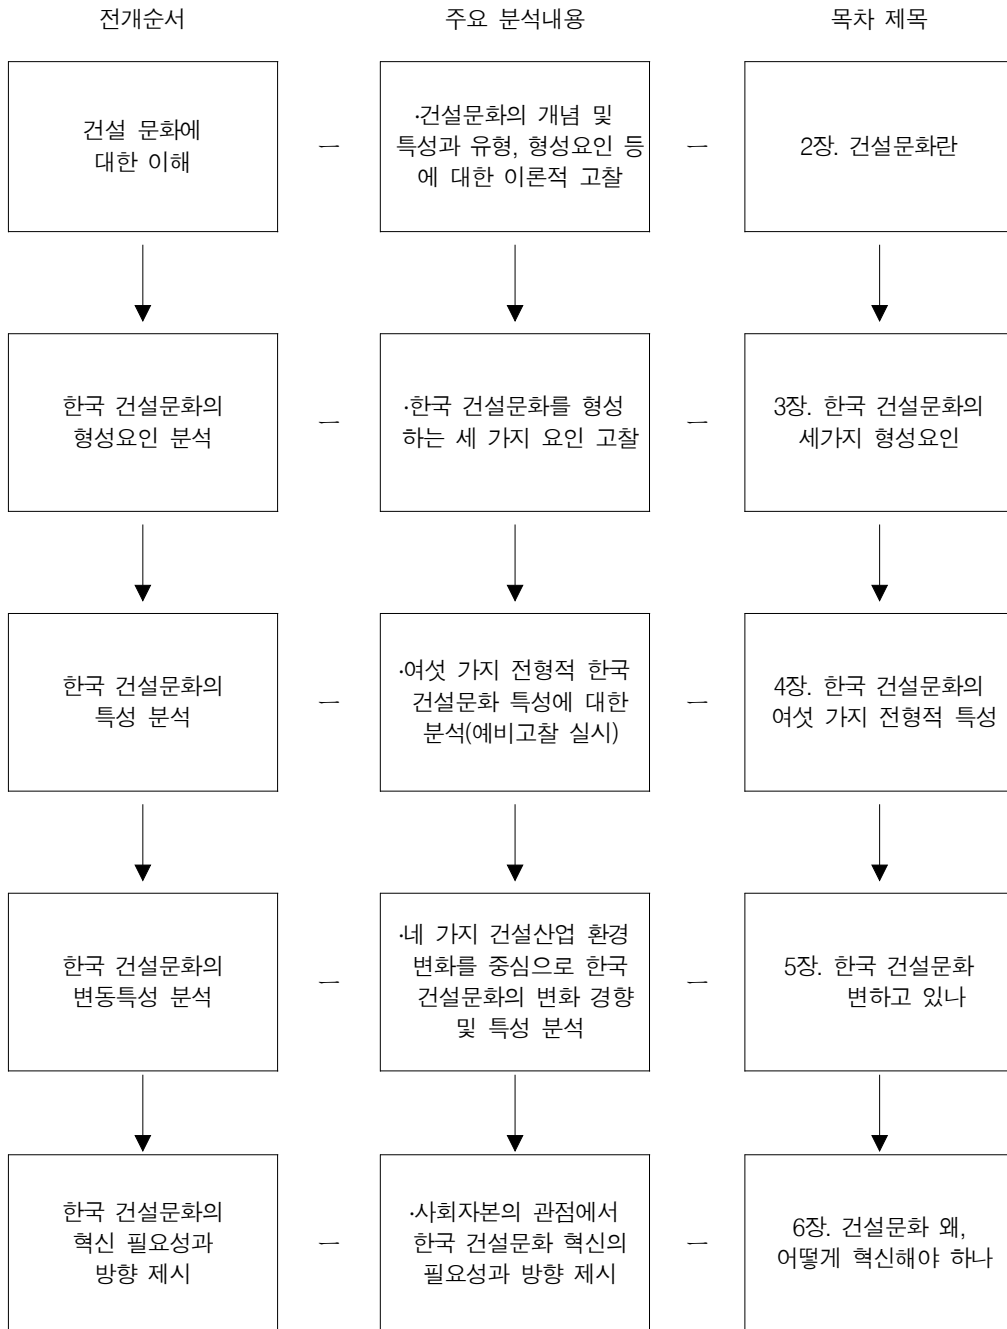 전개순서
주요 분석내용
목차 제목
건설 문화에
대한 이해
–
·건설문화의 개념 및
특성과 유형, 형성요인 등
에 대한 이론적 고찰
–
2장. 건설문화란
한국 건설문화의
형성요인 분석
–
·한국 건설문화를 형성
하는 세 가지 요인 고찰
–
3장. 한국 건설문화의
세가지 형성요인
한국 건설문화의
특성 분석
–
·여섯 가지 전형적 한국
건설문화 특성에 대한
분석(예비고찰 실시)
–
4장. 한국 건설문화의
여섯 가지 전형적 특성
한국 건설문화의
변동특성 분석
–
·네 가지 건설산업 환경
변화를 중심으로 한국
건설문화의 변화 경향
및 특성 분석
–
5장. 한국 건설문화
변하고 있나
한국 건설문화의
혁신 필요성과
방향 제시
–
·사회자본의 관점에서
한국 건설문화 혁신의
필요성과 방향 제시
–
6장. 건설문화 왜,
어떻게 혁신해야 하나